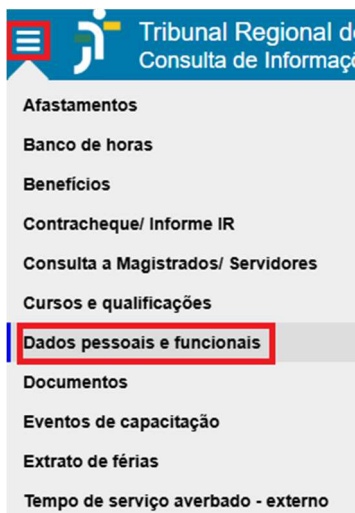 Tribunal Regional d
Consulta de Informaç
Afastamentos
Banco de horas
Benefícios
Contracheque/ Informe IR
Consulta a Magistrados/ Servidores
Cursos e qualificações
Dados pessoais e funcionais
Documentos
Eventos de capacitação
Extrato de férias
Tempo de serviço averbado - externo